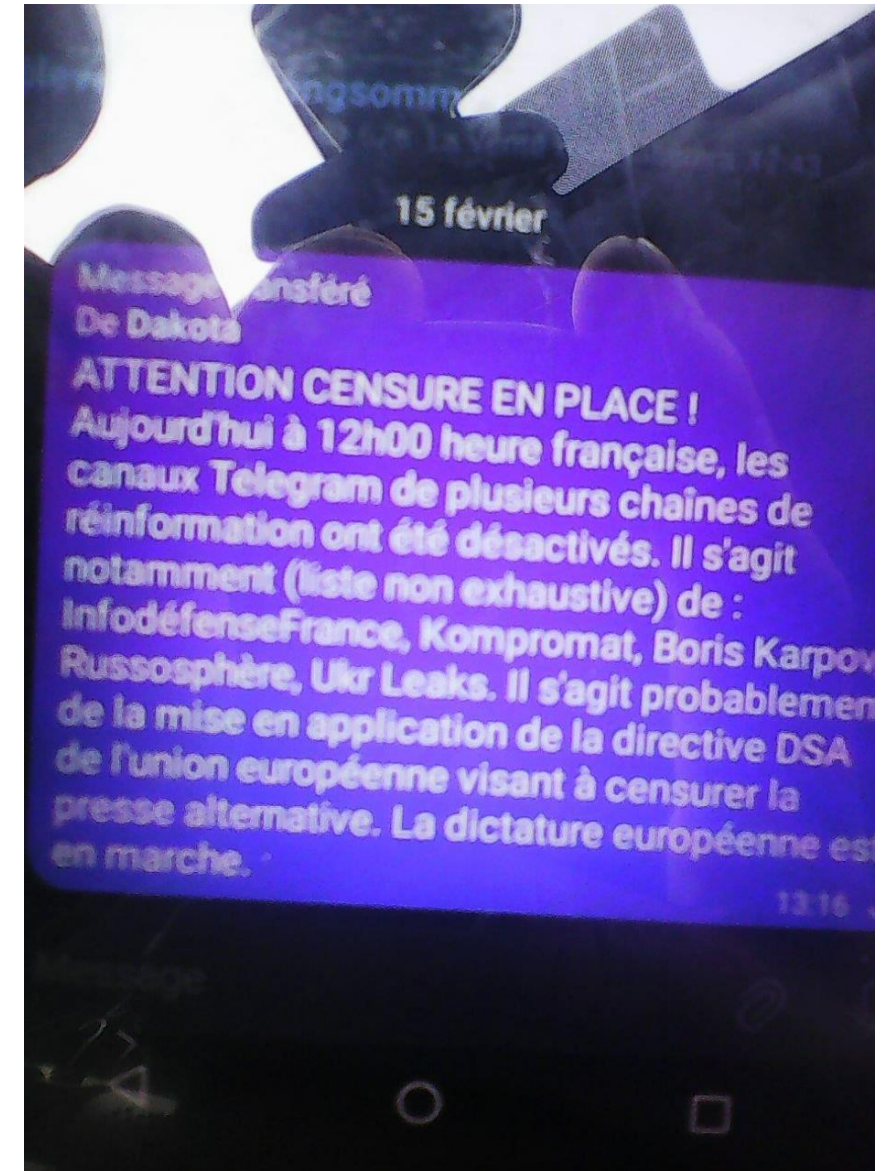 ngsomm
15 février
Message ansféré
De Dakota
ATTENTION CENSURE EN PLACE !
Aujourd'hui à 12h00 heure française, les
canaux Telegram de plusieurs chaînes de
réinformation ont été désactivés. Il s'agit
notamment (liste non exhaustive) de :
InfodéfenseFrance, Kompromat, Boris Karpov
Russosphère, Ukr Leaks. Il s'agit probablemen
de la mise en application de la directive DSA
de l'union européenne visant à censurer la
presse alternative. La dictature européenne est
en marche.
13:16
Message